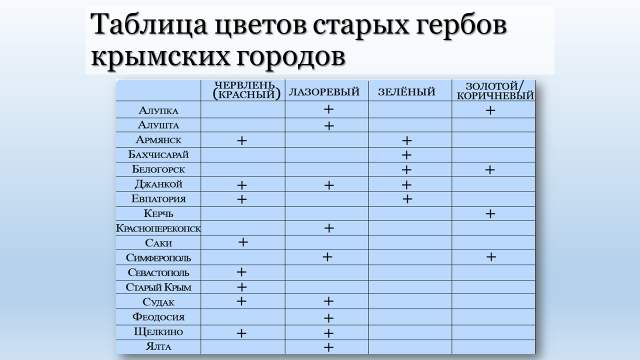 Таблица цветов старых гербов
крымских городов
ЧЕРВЛЕНЬ (КРАСНЫЙ) ЛАЗОРЕВЫЙ ЗЕЛЁНЫЙ ЗОЛОТОЙ/КОРИЧНЕВЫЙ
АЛУПКА + +
АЛУШТА +
АРМЯНСК + +
БАХЧИСАРАЙ +
БЕЛОГОРСК + +
ДЖАНКОЙ + + +
ЕВПАТОРИЯ + +
КЕРЧЬ +
КРАСНОПЕРЕКОПСК +
САКИ +
СИМФЕРОПОЛЬ + +
СЕВАСТОПОЛЬ +
СТАРЫЙ КРЫМ +
СУДАК + +
ФЕОДОСИЯ +
ЩЕЛКИНО + +
ЯЛТА +